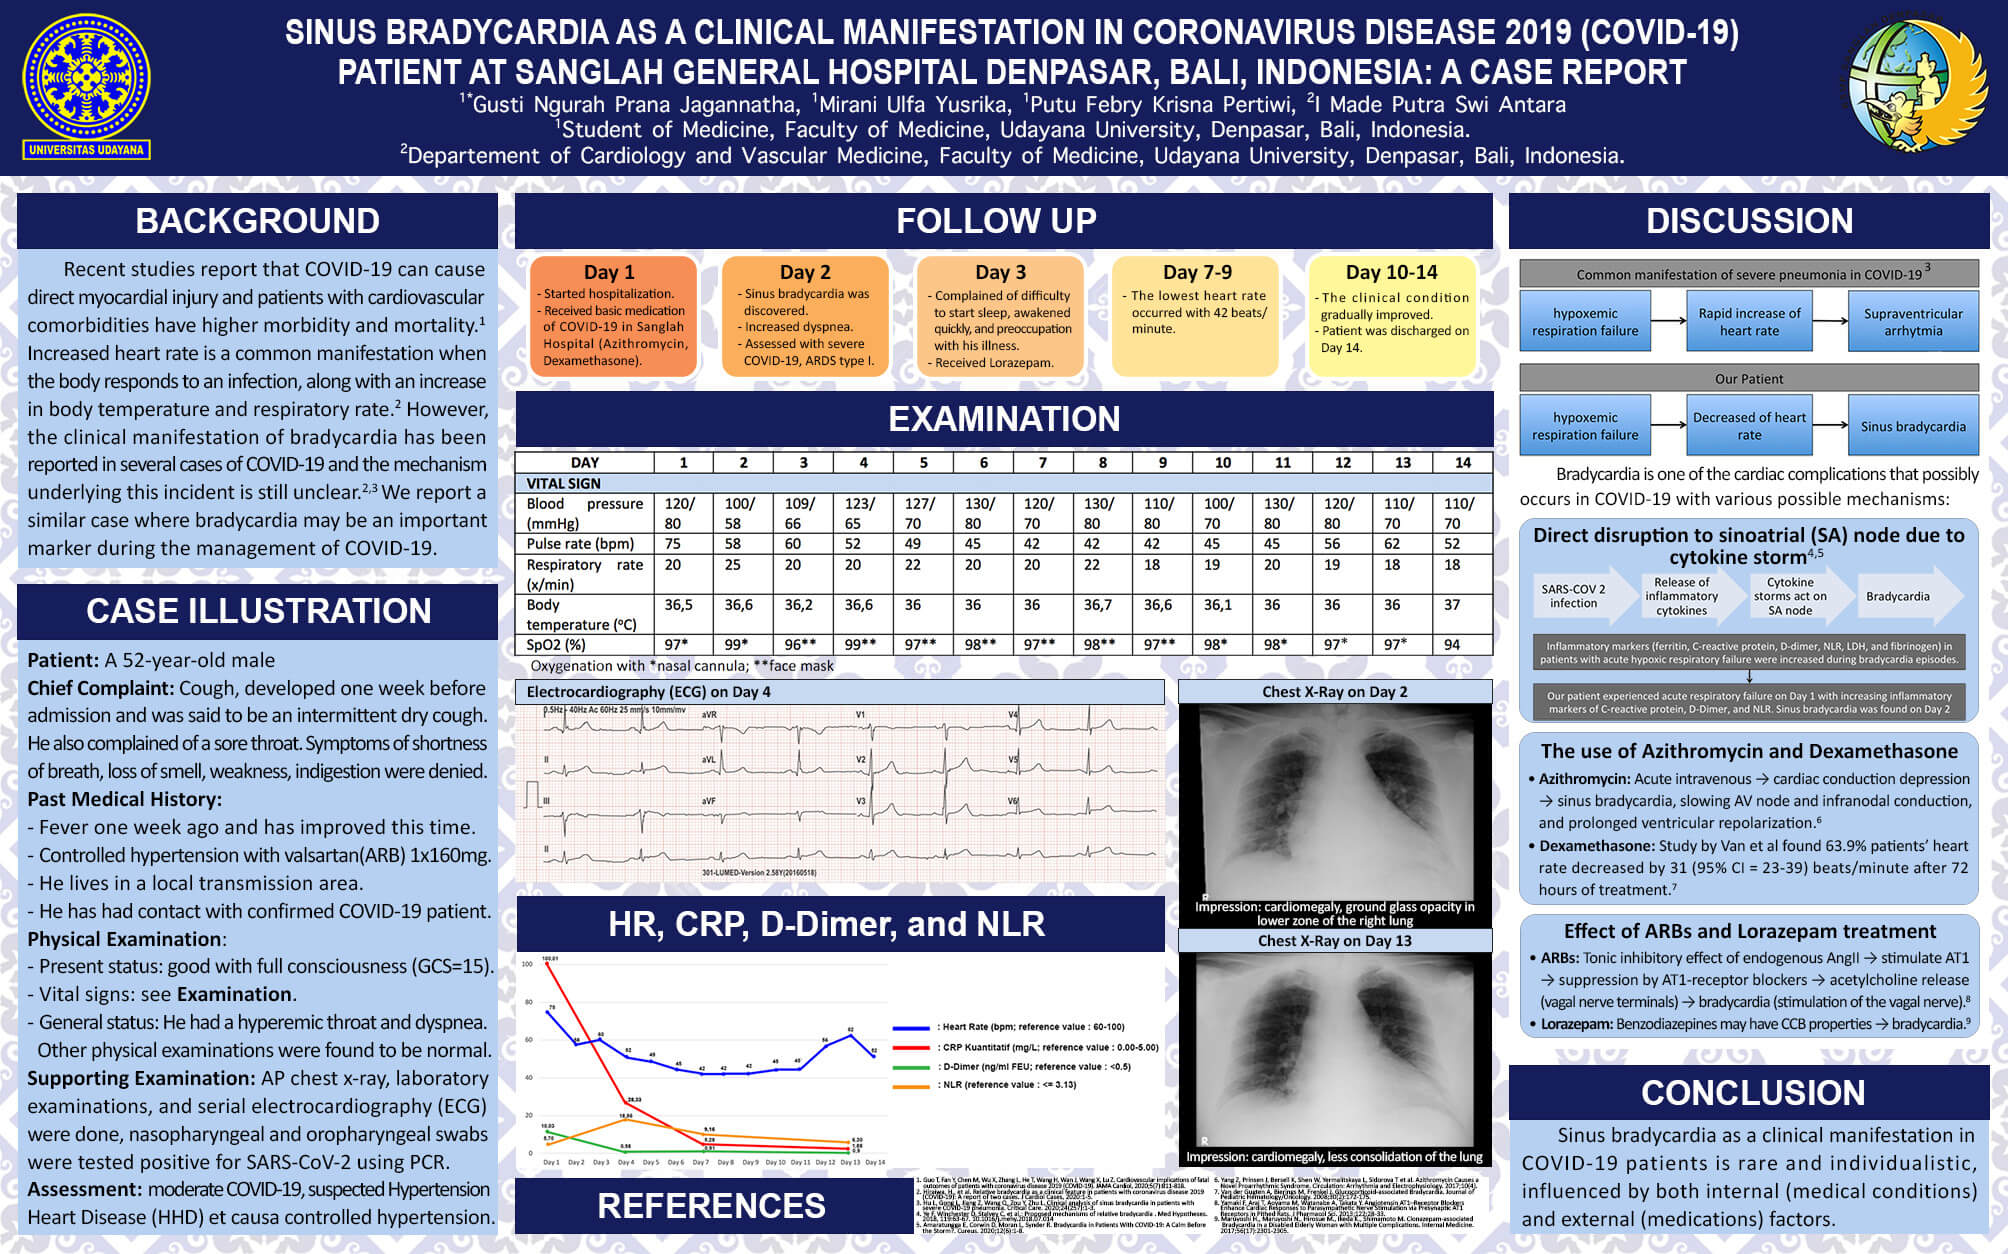 SINUS BRADYCARDIA AS A CLINICAL MANIFESTATION IN CORONAVIRUS DISEASE 2019 (COVID-19)
PATIENT AT SANGLAH GENERAL HOSPITAL DENPASAR, BALI, INDONESIA: A CASE REPORT
1*Gusti Ngurah Prana Jagannatha, 1Mirani Ulfa Yusrika, 1Putu Febry Krisna Pertiwi, 2I Made Putra Swi Antara
1Student of Medicine, Faculty of Medicine, Udayana University, Denpasar, Bali, Indonesia.
2Departement of Cardiology and Vascular Medicine, Faculty of Medicine, Udayana University, Denpasar, Bali, Indonesia.
UNIVERSITAS UDAYANA
BACKGROUND
Recent studies report that COVID-19 can cause
direct myocardial injury and patients with cardiovascular
comorbidities have higher morbidity and mortality.1
Increased heart rate is a common manifestation when
the body responds to an infection, along with an increase
in body temperature and respiratory rate.2 However,
the clinical manifestation of bradycardia has been
reported in several cases of COVID-19 and the mechanism
underlying this incident is still unclear.2,3 We report a
similar case where bradycardia may be an important
marker during the management of COVID-19.
CASE ILLUSTRATION
Patient: A 52-year-old male
Chief Complaint: Cough, developed one week before
admission and was said to be an intermittent dry cough.
He also complained of a sore throat. Symptoms of shortness
of breath, loss of smell, weakness, indigestion were denied.
Past Medical History:
- Fever one week ago and has improved this time.
- Controlled hypertension with valsartan(ARB) 1x160mg.
- He lives in a local transmission area.
- He has had contact with confirmed COVID-19 patient.
Physical Examination:
- Present status: good with full consciousness (GCS=15).
- Vital signs: see Examination.
- General status: He had a hyperemic throat and dyspnea.
Other physical examinations were found to be normal.
Supporting Examination: AP chest x-ray, laboratory
examinations, and serial electrocardiography (ECG)
were done, nasopharyngeal and oropharyngeal swabs
were tested positive for SARS-CoV-2 using PCR.
Assessment: moderate COVID-19, suspected Hypertension
Heart Disease (HHD) et causa controlled hypertension.
FOLLOW UP
Day 1
- Started hospitalization.
- Received basic medication
of COVID-19 in Sanglah
Hospital (Azithromycin,
Dexamethasone).
Day 2
- Sinus bradycardia was
discovered.
- Increased dyspnea.
- Assessed with severe
COVID-19, ARDS type I.
Day 3
- Complained of difficulty
to start sleep, awakened
quickly, and preoccupation
with his illness.
- Received Lorazepam.
Day 7-9
- The lowest heart rate
occurred with 42 beats/
minute.
Day 10-14
- The clinical condition
gradually improved.
- Patient was discharged on
Day 14.
EXAMINATION
DAY 1 2 3 4 5 6 7 8 9 10 11 12 13 14
VITAL SIGN
Blood pressure 120/ 100/ 109/ 123/ 127/ 130/ 120/ 130/ 110/ 100/ 130/ 120/ 110/ 110/
(mmHg) 80 58 66 65 70 80 70 80 80 70 80 80 70 70
Pulse rate (bpm) 75 58 60 52 49 45 42 42 42 45 45 56 62 52
Respiratory rate 20 25 20 20 22 20 20 22 18 19 20 19 18 18
(x/min)
Body 36,5 36,6 36,2 36,6 36 36 36 36,7 36,6 36,1 36 36 36 37
temperature (ºC)
SpO2 (%) 97* 99* 96** 99** 97** 98** 97** 98** 97** 98* 98* 97* 97* 94
Oxygenation with *nasal cannula; **face mask
Electrocardiography (ECG) on Day 4
0.5Hz - 40Hz Ac 60Hz 25 mm/s 10mm/mv
I aVR V1 V4
II aVL V2 V5
III aVF V3 V6
II
301-LUMED-Version 2.58Y(20160518)
Chest X-Ray on Day 2
R
Impression: cardiomegaly, ground glass opacity in
lower zone of the right lung
Chest X-Ray on Day 13
R
Impression: cardiomegaly, less consolidation of the lung
HR, CRP, D-Dimer, and NLR
100
80
60
40
20
0
75 58 60 52 49 45 42 42 42 45 45 56 62 52
Day 1 Day 2 Day 3 Day 4 Day 5 Day 6 Day 7 Day 8 Day 9 Day 10 Day 11 Day 12 Day 13 Day 14
: Heart Rate (bpm; reference value : 60-100)
: CRP Kuantitatif (mg/L; reference value : 0.00-5.00)
: D-Dimer (ng/ml FEU; reference value : <0.5)
: NLR (reference value : <= 3.13)
REFERENCES
DISCUSSION
Common manifestation of severe pneumonia in COVID-19 3
hypoxemic
respiration failure
Rapid increase of
heart rate
Supraventricular
arrhytmia
Our Patient
hypoxemic
respiration failure
Decreased of heart
rate
Sinus bradycardia
Bradycardia is one of the cardiac complications that possibly
occurs in COVID-19 with various possible mechanisms:
Direct disruption to sinoatrial (SA) node due to
cytokine storm4,5
SARS-COV 2
infection
Release of
inflammatory
cytokines
Cytokine
storms act on
SA node
Bradycardia
Inflammatory markers (ferritin, C-reactive protein, D-dimer, NLR, LDH, and fibrinogen) in
patients with acute hypoxic respiratory failure were increased during bradycardia episodes.
Our patient experienced acute respiratory failure on Day 1 with increasing inflammatory
markers of C-reactive protein, D-Dimer, and NLR. Sinus bradycardia was found on Day 2
The use of Azithromycin and Dexamethasone
• Azithromycin: Acute intravenous → cardiac conduction depression
→ sinus bradycardia, slowing AV node and infranodal conduction,
and prolonged ventricular repolarization.6
• Dexamethasone: Study by Van et al found 63.9% patients' heart
rate decreased by 31 (95% CI = 23-39) beats/minute after 72
hours of treatment.7
Effect of ARBs and Lorazepam treatment
• ARBs: Tonic inhibitory effect of endogenous AngII → stimulate AT1
→ suppression by AT1-receptor blockers → acetylcholine release
(vagal nerve terminals) → bradycardia (stimulation of the vagal nerve).8
• Lorazepam: Benzodiazepines may have CCB properties → bradycardia.9
CONCLUSION
Sinus bradycardia as a clinical manifestation in
COVID-19 patients is rare and individualistic,
influenced by both internal (medical conditions)
and external (medications) factors.